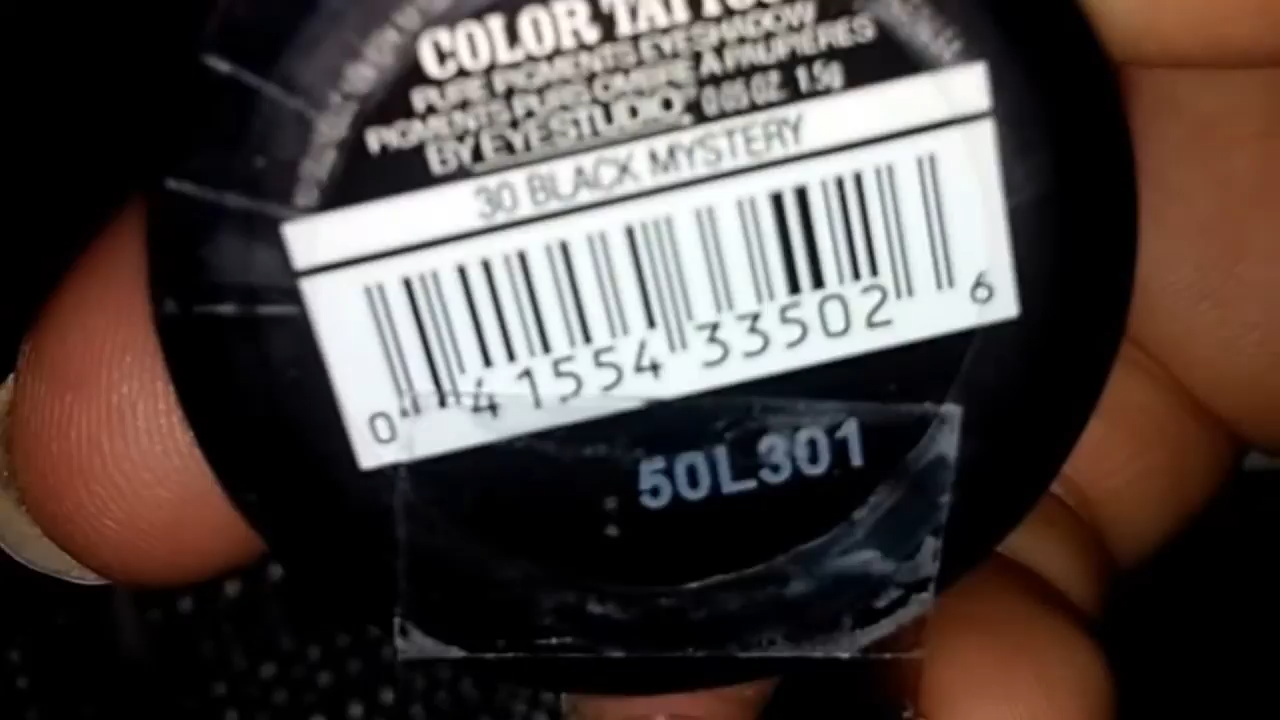 COLOR TATTOO
PURE PIGMENTS EYESHADOW
PIGMENTS PURS OMBRE À PAUPIÈRES
BY EYESTUDIO® 0.05 OZ. 1.5g
30 BLACK MYSTERY
0 41554 33502 6
50L301